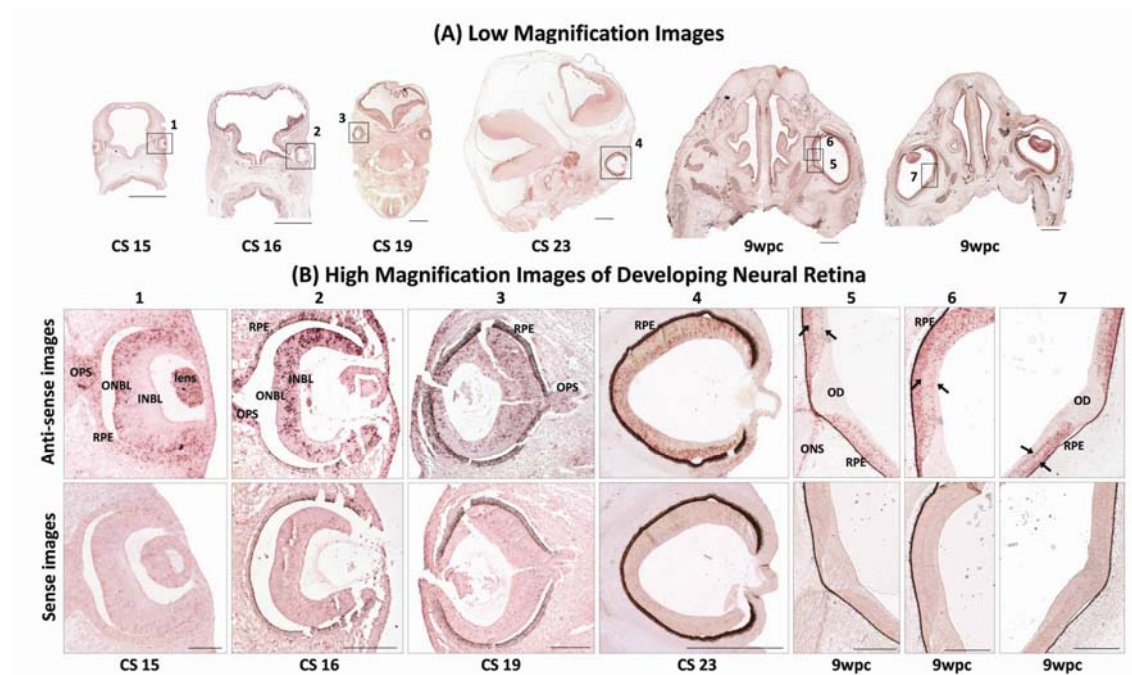 (A) Low Magnification Images
1
2
3
4
6
5
7
CS 15
CS 16
CS 19
CS 23
9wpc
9wpc
(B) High Magnification Images of Developing Neural Retina
1
2
3
4
5
6
7
Anti-sense images
OPS
ONBL
INBL
lens
RPE
RPE
INBL
ONBL
OPS
RPE
OPS
RPE
OD
ONS
RPE
RPE
OD
RPE
Sense images
CS 15
CS 16
CS 19
CS 23
9wpc
9wpc
9wpc